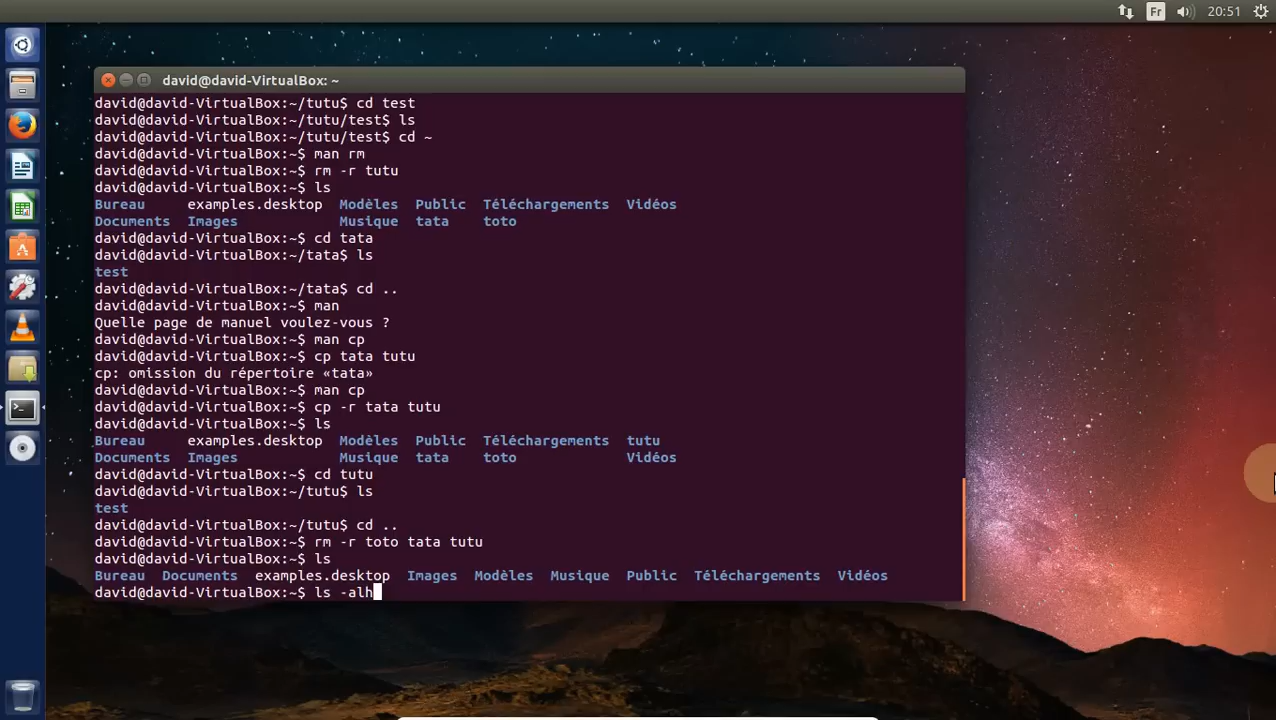 Fr 20:51
david@david-VirtualBox: ~
david@david-VirtualBox:~/tutu$ cd test
david@david-VirtualBox:~/tutu/test$ ls
david@david-VirtualBox:~/tutu/test$ cd ~
david@david-VirtualBox:~$ man rm
david@david-VirtualBox:~$ rm -r tutu
david@david-VirtualBox:~$ ls
Bureau examples.desktop Modèles Public Téléchargements Vidéos
Documents Images Musique tata toto
david@david-VirtualBox:~$ cd tata
david@david-VirtualBox:~/tata$ ls
test
david@david-VirtualBox:~/tata$ cd ..
david@david-VirtualBox:~$ man
Quelle page de manuel voulez-vous ?
david@david-VirtualBox:~$ man cp
david@david-VirtualBox:~$ cp tata tutu
cp: omission du répertoire «tata»
david@david-VirtualBox:~$ man cp
david@david-VirtualBox:~$ cp -r tata tutu
david@david-VirtualBox:~$ ls
Bureau examples.desktop Modèles Public Téléchargements tutu
Documents Images Musique tata toto Vidéos
david@david-VirtualBox:~$ cd tutu
david@david-VirtualBox:~/tutu$ ls
test
david@david-VirtualBox:~/tutu$ cd ..
david@david-VirtualBox:~$ rm -r toto tata tutu
david@david-VirtualBox:~$ ls
Bureau Documents examples.desktop Images Modèles Musique Public Téléchargements Vidéos
david@david-VirtualBox:~$ ls -alh